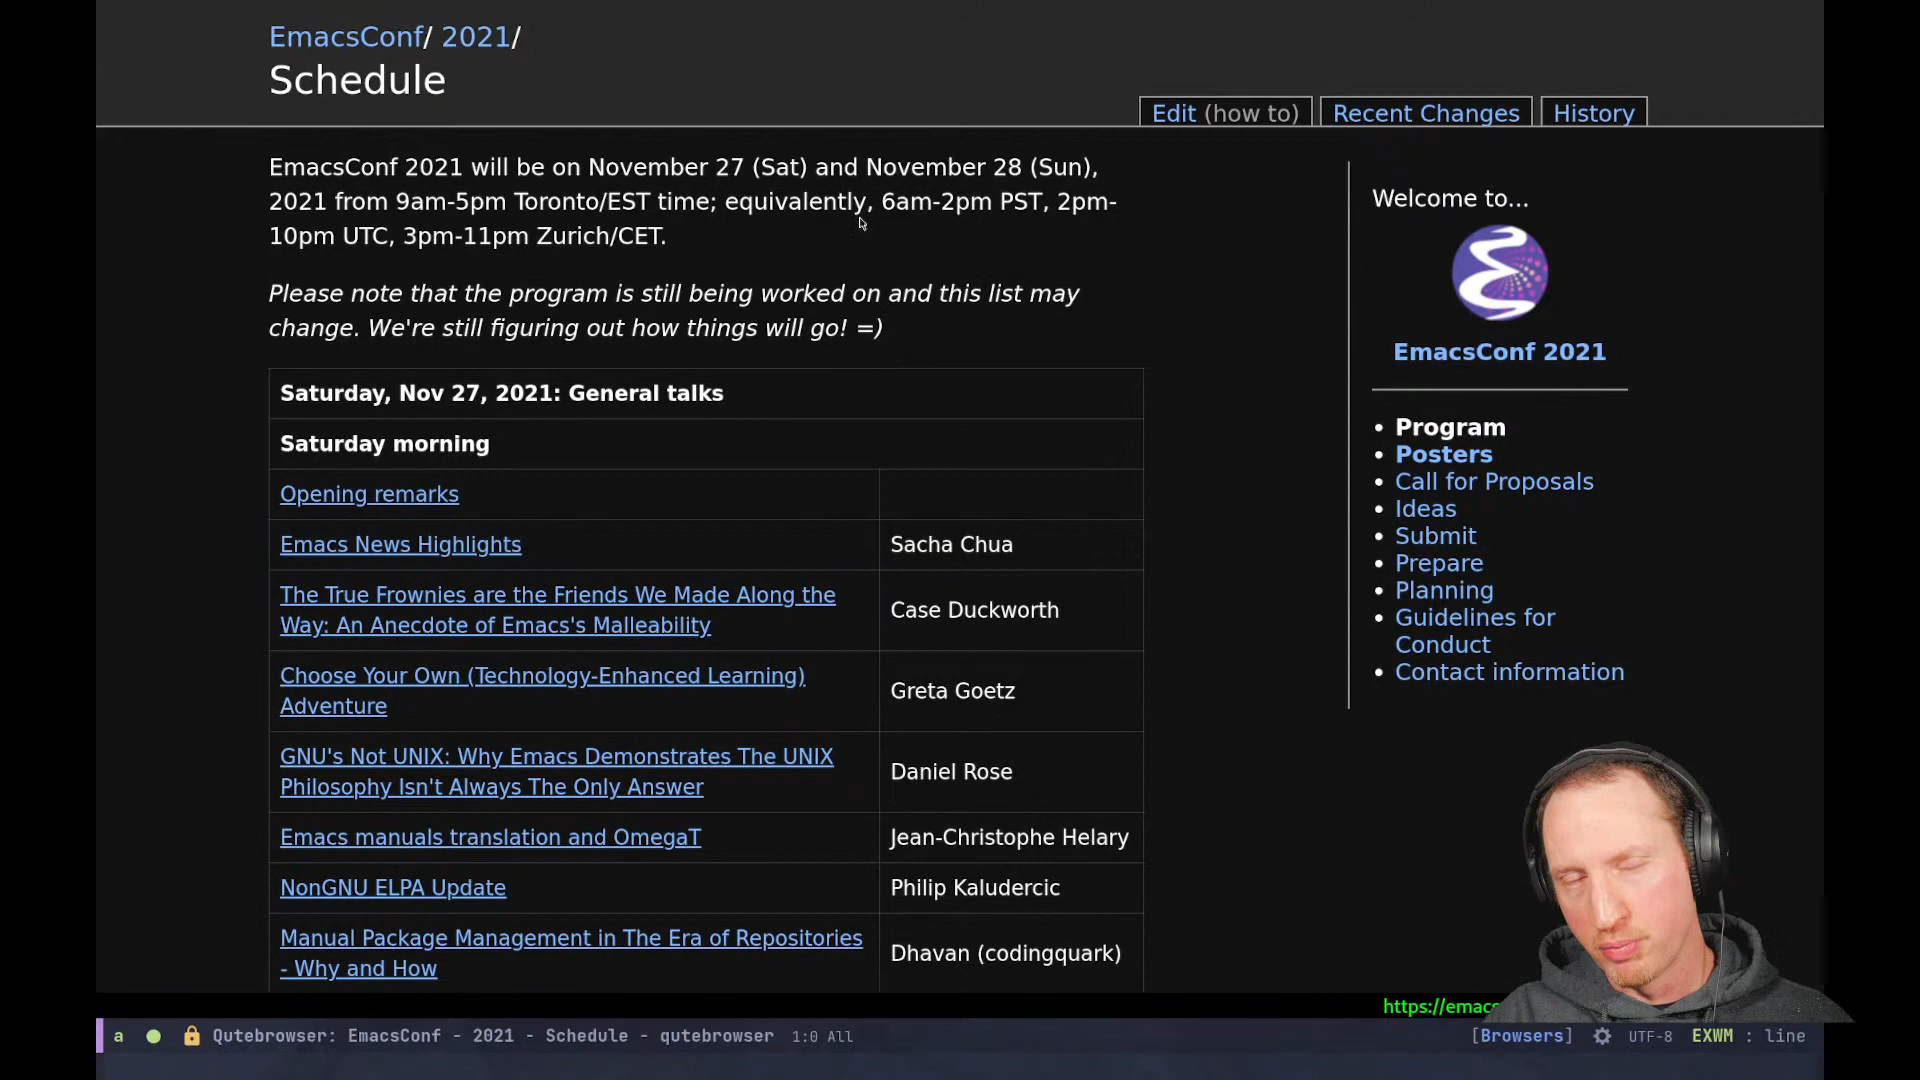 EmacsConf/ 2021/
Schedule
Edit (how to)
Recent Changes
History
EmacsConf 2021 will be on November 27 (Sat) and November 28 (Sun),
2021 from 9am-5pm Toronto/EST time; equivalently, 6am-2pm PST, 2pm-
10pm UTC, 3pm-11pm Zurich/CET.
Please note that the program is still being worked on and this list may
change. We're still figuring out how things will go! =)
Saturday, Nov 27, 2021: General talks
Saturday morning
Opening remarks
Emacs News Highlights
Sacha Chua
The True Frownies are the Friends We Made Along the
Way: An Anecdote of Emacs's Malleability
Case Duckworth
Choose Your Own (Technology-Enhanced Learning)
Adventure
Greta Goetz
GNU's Not UNIX: Why Emacs Demonstrates The UNIX
Philosophy Isn't Always The Only Answer
Daniel Rose
Emacs manuals translation and OmegaT
Jean-Christophe Helary
NonGNU ELPA Update
Philip Kaludercic
Manual Package Management in The Era of Repositories
- Why and How
Dhavan (codingquark)
Welcome to...
EmacsConf 2021
• Program
• Posters
• Call for Proposals
• Ideas
• Submit
• Prepare
• Planning
• Guidelines for
Conduct
• Contact information
https://emacs
a Qutebrowser: EmacsConf - 2021 - Schedule - qutebrowser 1:0 All
[Browsers] UTF-8 EXWM : line